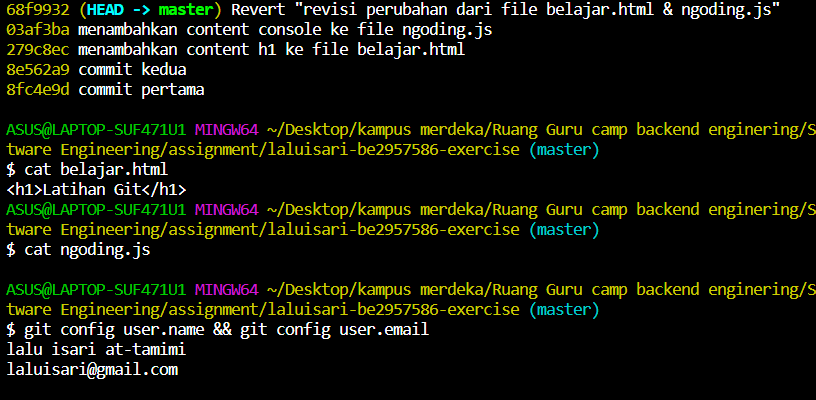 68f9932 (HEAD -> master) Revert "revisi perubahan dari file belajar.html & ngoding.js"
03af3ba menambahkan content console ke file ngoding.js
279c8ec menambahkan content h1 ke file belajar.html
8e562a9 commit kedua
8fc4e9d commit pertama
ASUS@LAPTOP-SUF471U1 MINGW64 ~/Desktop/kampus merdeka/Ruang Guru camp backend enginering/S
tware Engineering/assignment/laluisari-be2957586-exercise (master)
$ cat belajar.html
<h1>Latihan Git</h1>
ASUS@LAPTOP-SUF471U1 MINGW64 ~/Desktop/kampus merdeka/Ruang Guru camp backend enginering/S
tware Engineering/assignment/laluisari-be2957586-exercise (master)
$ cat ngoding.js
ASUS@LAPTOP-SUF471U1 MINGW64 ~/Desktop/kampus merdeka/Ruang Guru camp backend enginering/S
tware Engineering/assignment/laluisari-be2957586-exercise (master)
$ git config user.name && git config user.email
lalu isari at-tamimi
laluisari@gmail.com